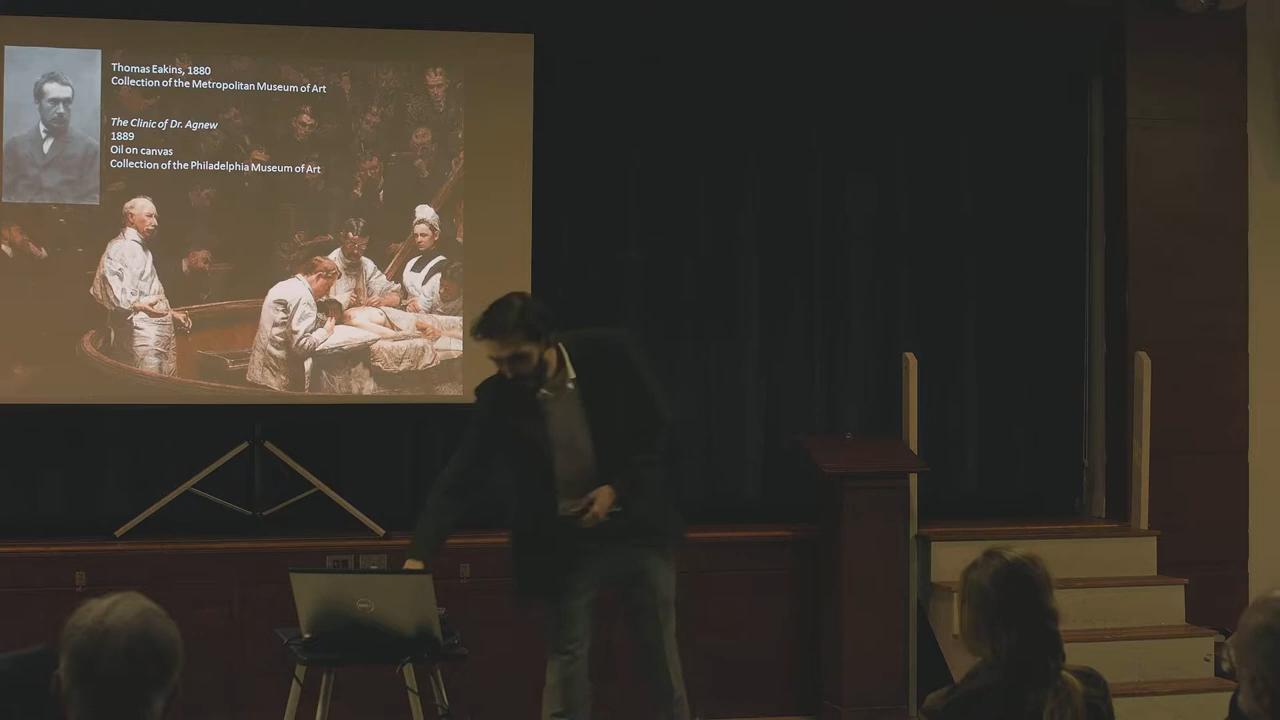 Thomas Eakins, 1880
Collection of the Metropolitan Museum of Art
The Clinic of Dr. Agnew
1889
Oil on canvas
Collection of the Philadelphia Museum of Art
DELL